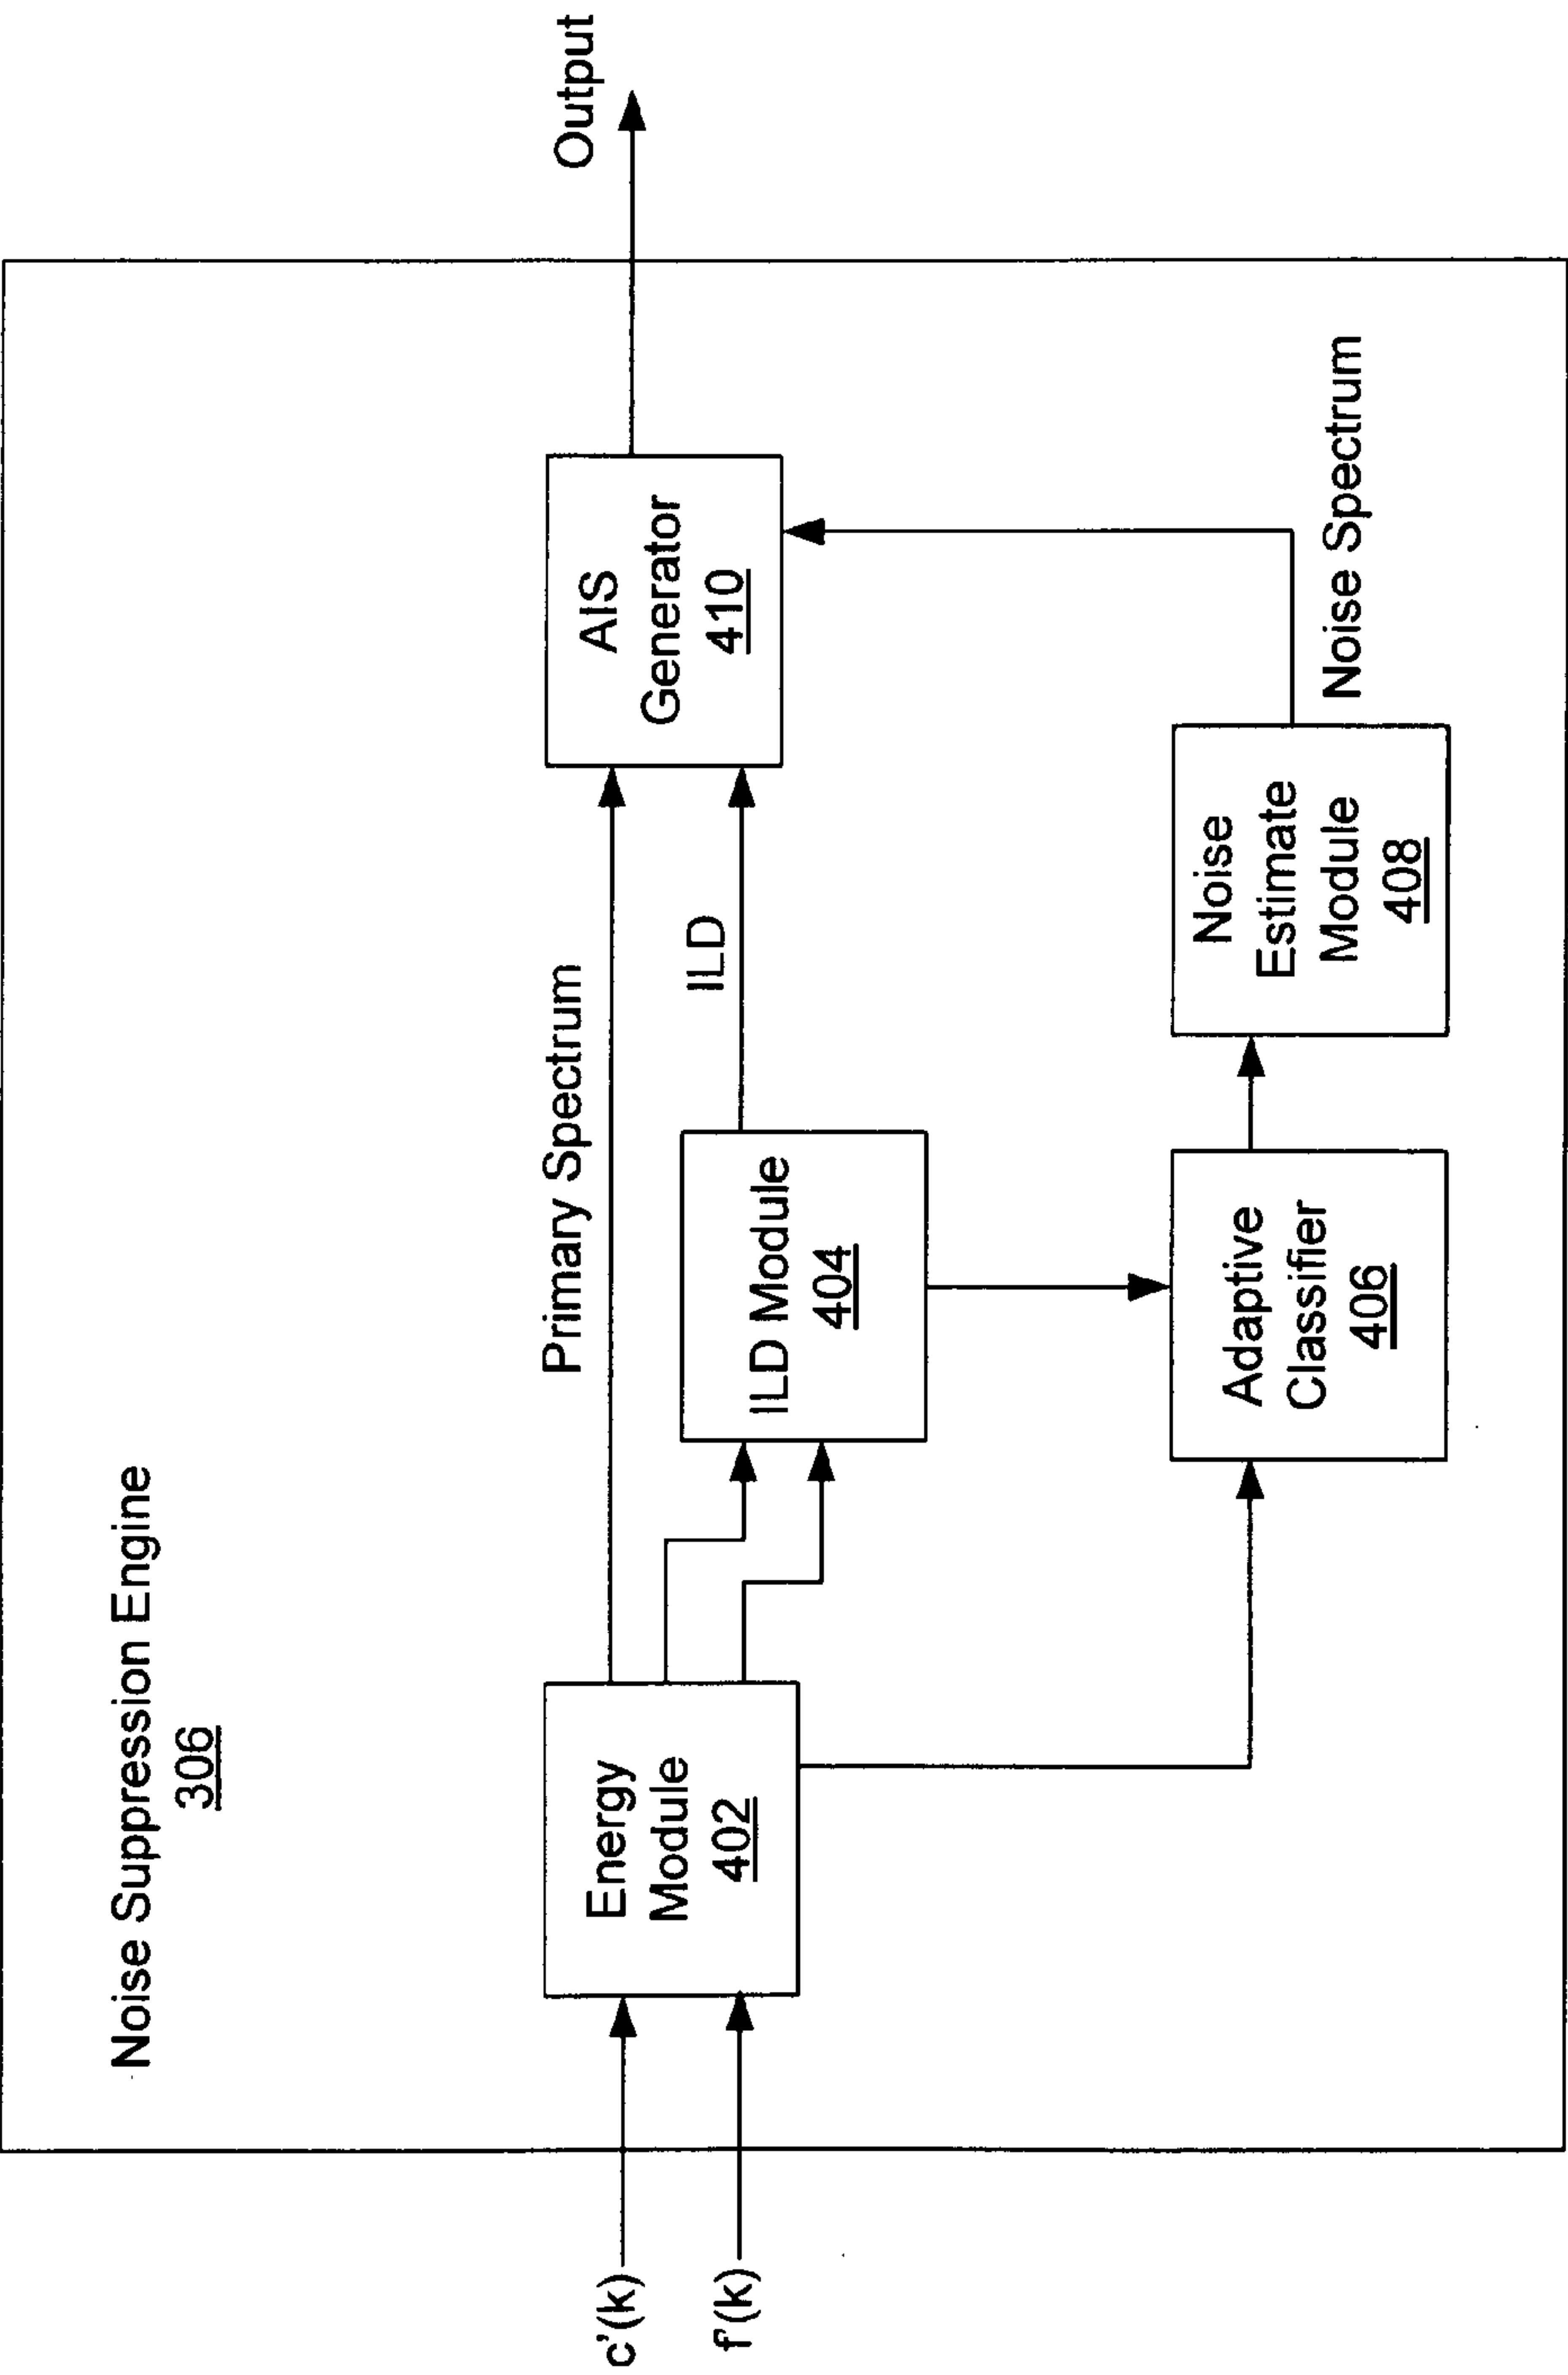 Noise Suppression Engine
306
c'(k)
f'(k)
Energy
Module
402
Primary Spectrum
ILD Module
404
ILD
AIS
Generator
410
Output
Adaptive
Classifier
406
Noise
Estimate
Module
408
Noise Spectrum